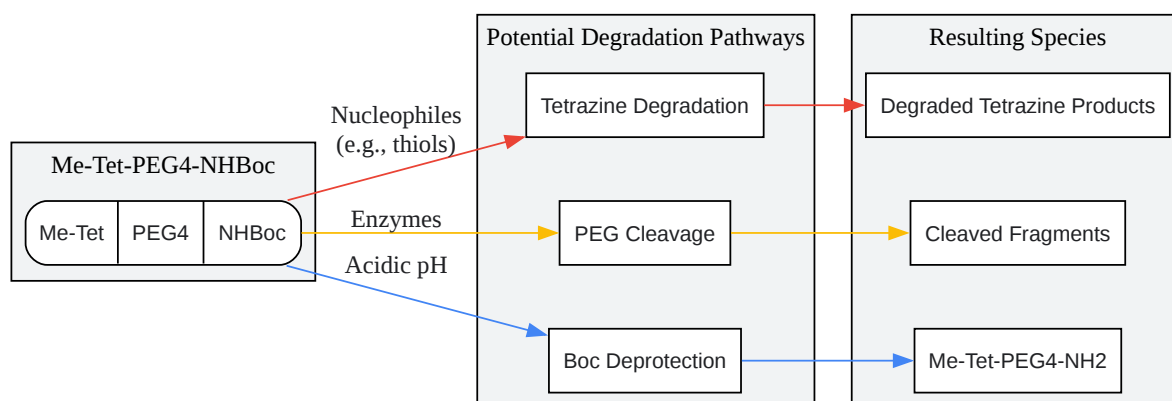 Potential Degradation Pathways
Resulting Species
Nucleophiles
(e.g., thiols)
Tetrazine Degradation
Degraded Tetrazine Products
Me-Tet-PEG4-NHBoc
Me-Tet
PEG4
NHBoc
Enzymes
PEG Cleavage
Cleaved Fragments
Acidic pH
Boc Deprotection
Me-Tet-PEG4-NH2